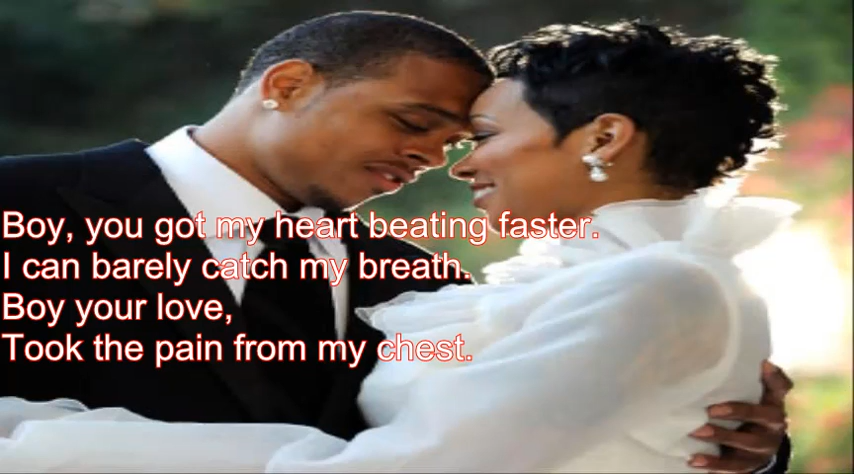 Boy, you got my heart beating faster.
I can barely catch my breath.
Boy your love,
Took the pain from my chest.